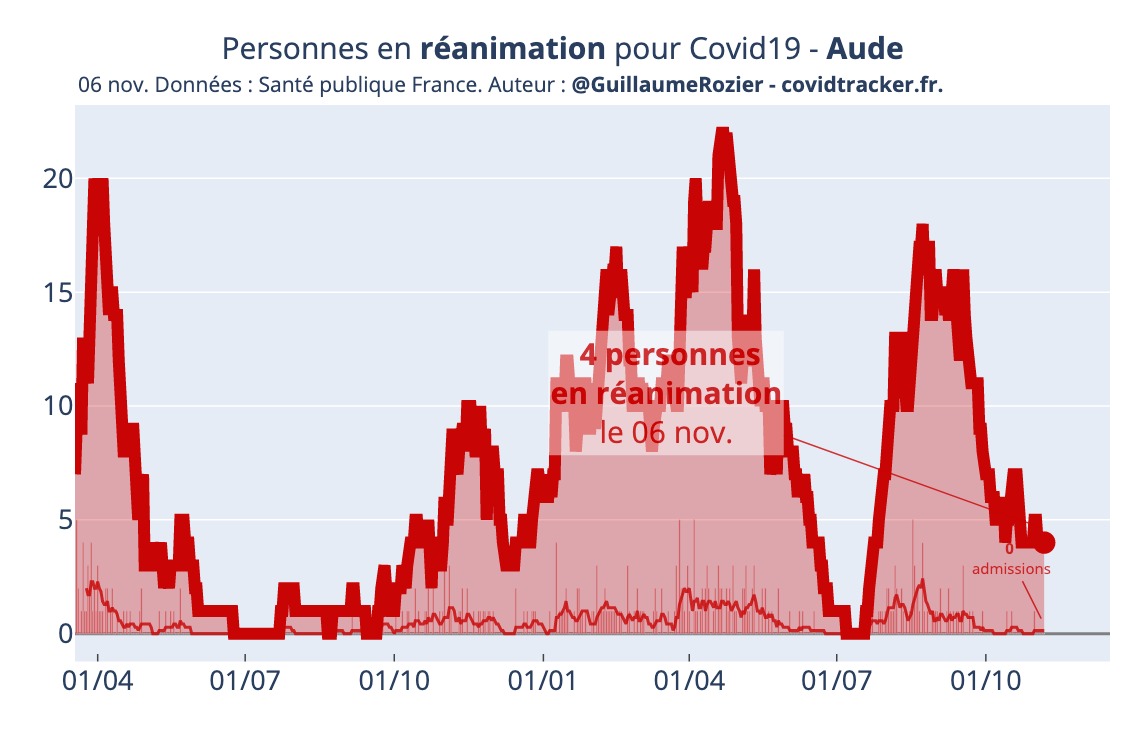 Personnes en réanimation pour Covid19 - Aude
06 nov. Données : Santé publique France. Auteur : @GuillaumeRozier - covidtracker.fr.
20
15
10
5
0
4 personnes
en réanimation
le 06 nov.
0
admissions
01/04 01/07 01/10 01/01 01/04 01/07 01/10